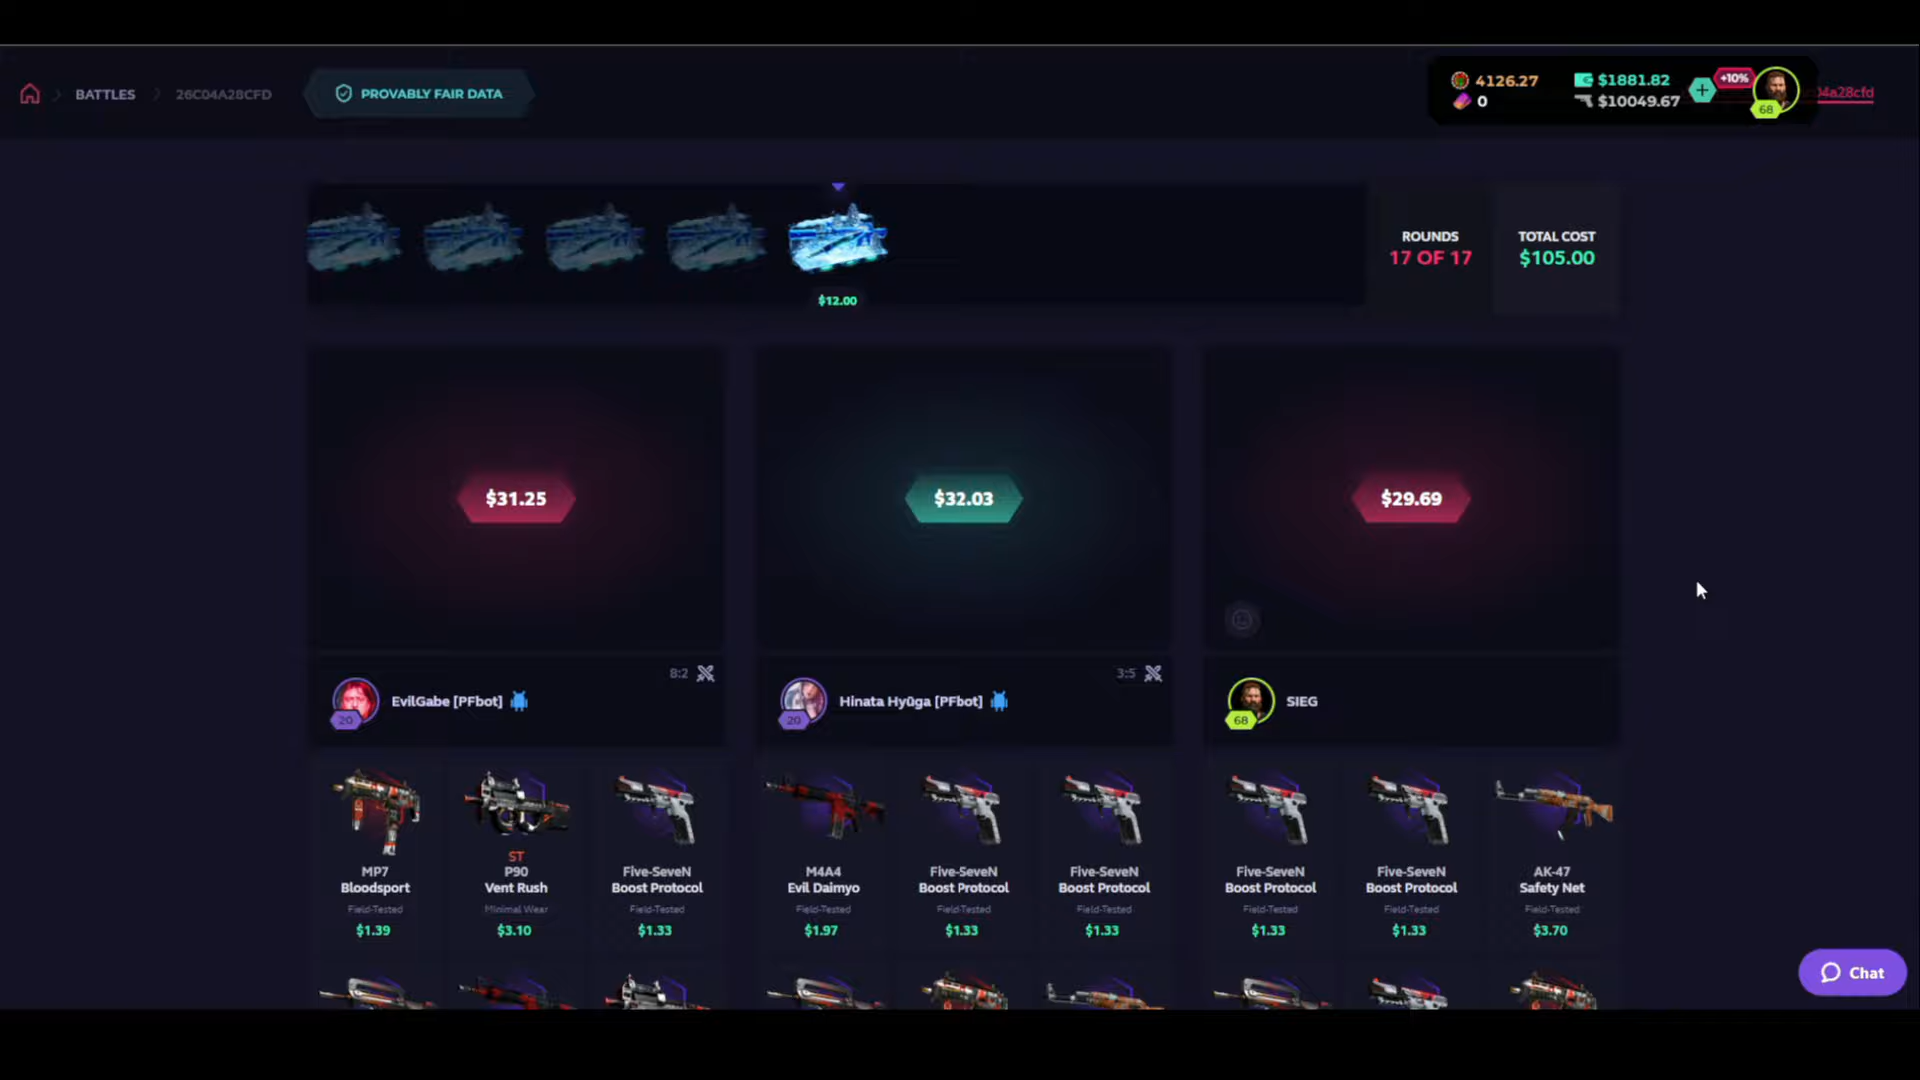 BATTLES
26C04A28CFD
PROVABLY FAIR DATA
4126.27
0
$1881.82
$10049.67
+10%
68
04a28cfd
ROUNDS
17 OF 17
TOTAL COST
$105.00
$12.00
$31.25
$32.03
$29.69
8:2
3:5
EvilGabe [PFbot]
20
Hinata Hyūga [PFbot]
20
SIEG
68
MP7
Bloodsport
Field-Tested
$1.39
ST
P90
Vent Rush
Minimal Wear
$3.10
Five-SeveN
Boost Protocol
Field-Tested
$1.33
M4A4
Evil Daimyo
Field-Tested
$1.97
Five-SeveN
Boost Protocol
Field-Tested
$1.33
Five-SeveN
Boost Protocol
Field-Tested
$1.33
Five-SeveN
Boost Protocol
Field-Tested
$1.33
Five-SeveN
Boost Protocol
Field-Tested
$1.33
AK-47
Safety Net
Field-Tested
$3.70
Chat